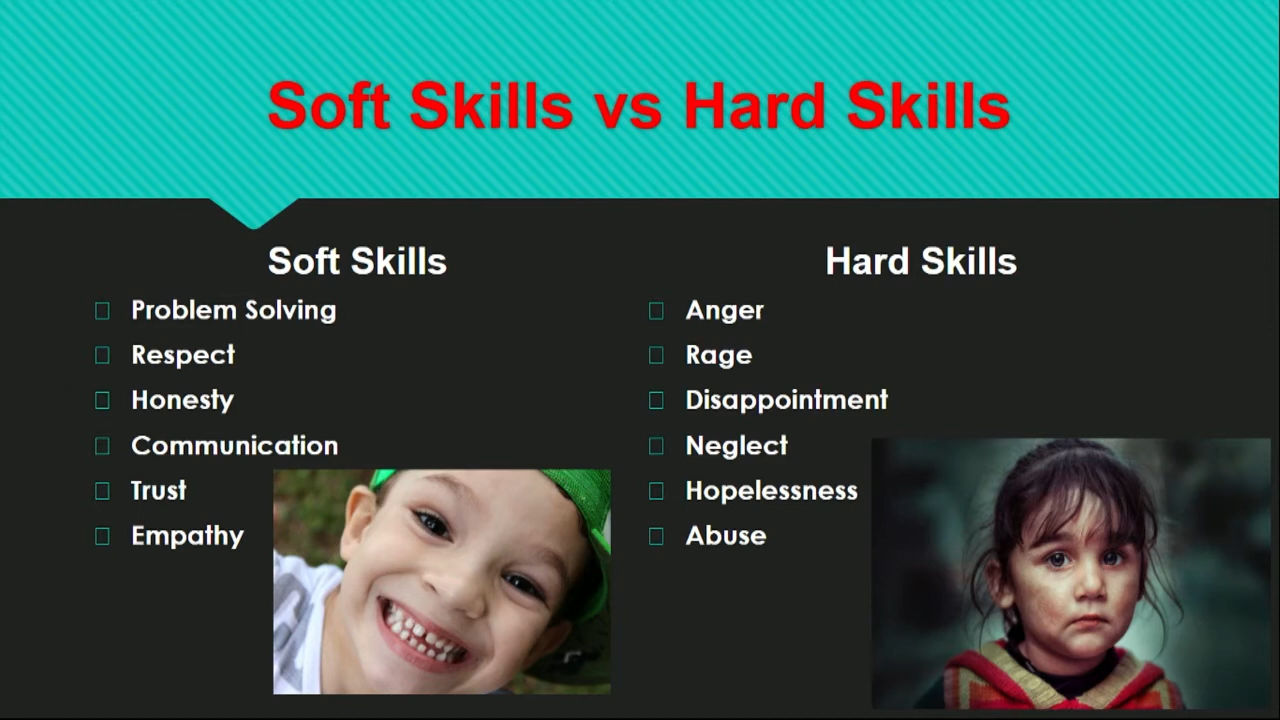 Soft Skills vs Hard Skills
Soft Skills
Problem Solving
Respect
Honesty
Communication
Trust
Empathy
Hard Skills
Anger
Rage
Disappointment
Neglect
Hopelessness
Abuse